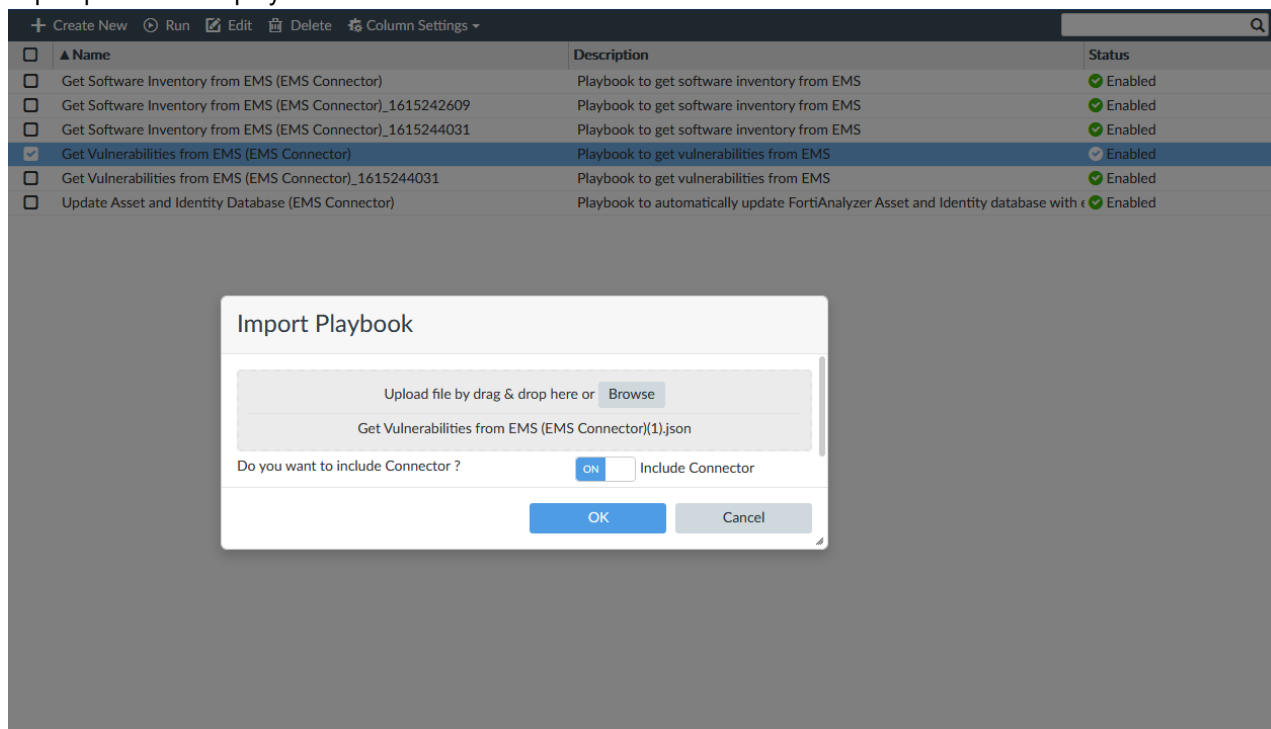 Create New Run Edit Delete Column Settings
Name Description Status
Get Software Inventory from EMS (EMS Connector) Playbook to get software inventory from EMS Enabled
Get Software Inventory from EMS (EMS Connector)_1615242609 Playbook to get software inventory from EMS Enabled
Get Software Inventory from EMS (EMS Connector)_1615244031 Playbook to get software inventory from EMS Enabled
Get Vulnerabilities from EMS (EMS Connector) Playbook to get vulnerabilities from EMS Enabled
Get Vulnerabilities from EMS (EMS Connector)_1615244031 Playbook to get vulnerabilities from EMS Enabled
Update Asset and Identity Database (EMS Connector) Playbook to automatically update FortiAnalyzer Asset and Identity database with Enabled
Import Playbook
Upload file by drag & drop here or Browse
Get Vulnerabilities from EMS (EMS Connector)(1).json
Do you want to include Connector ? ON Include Connector
OK Cancel